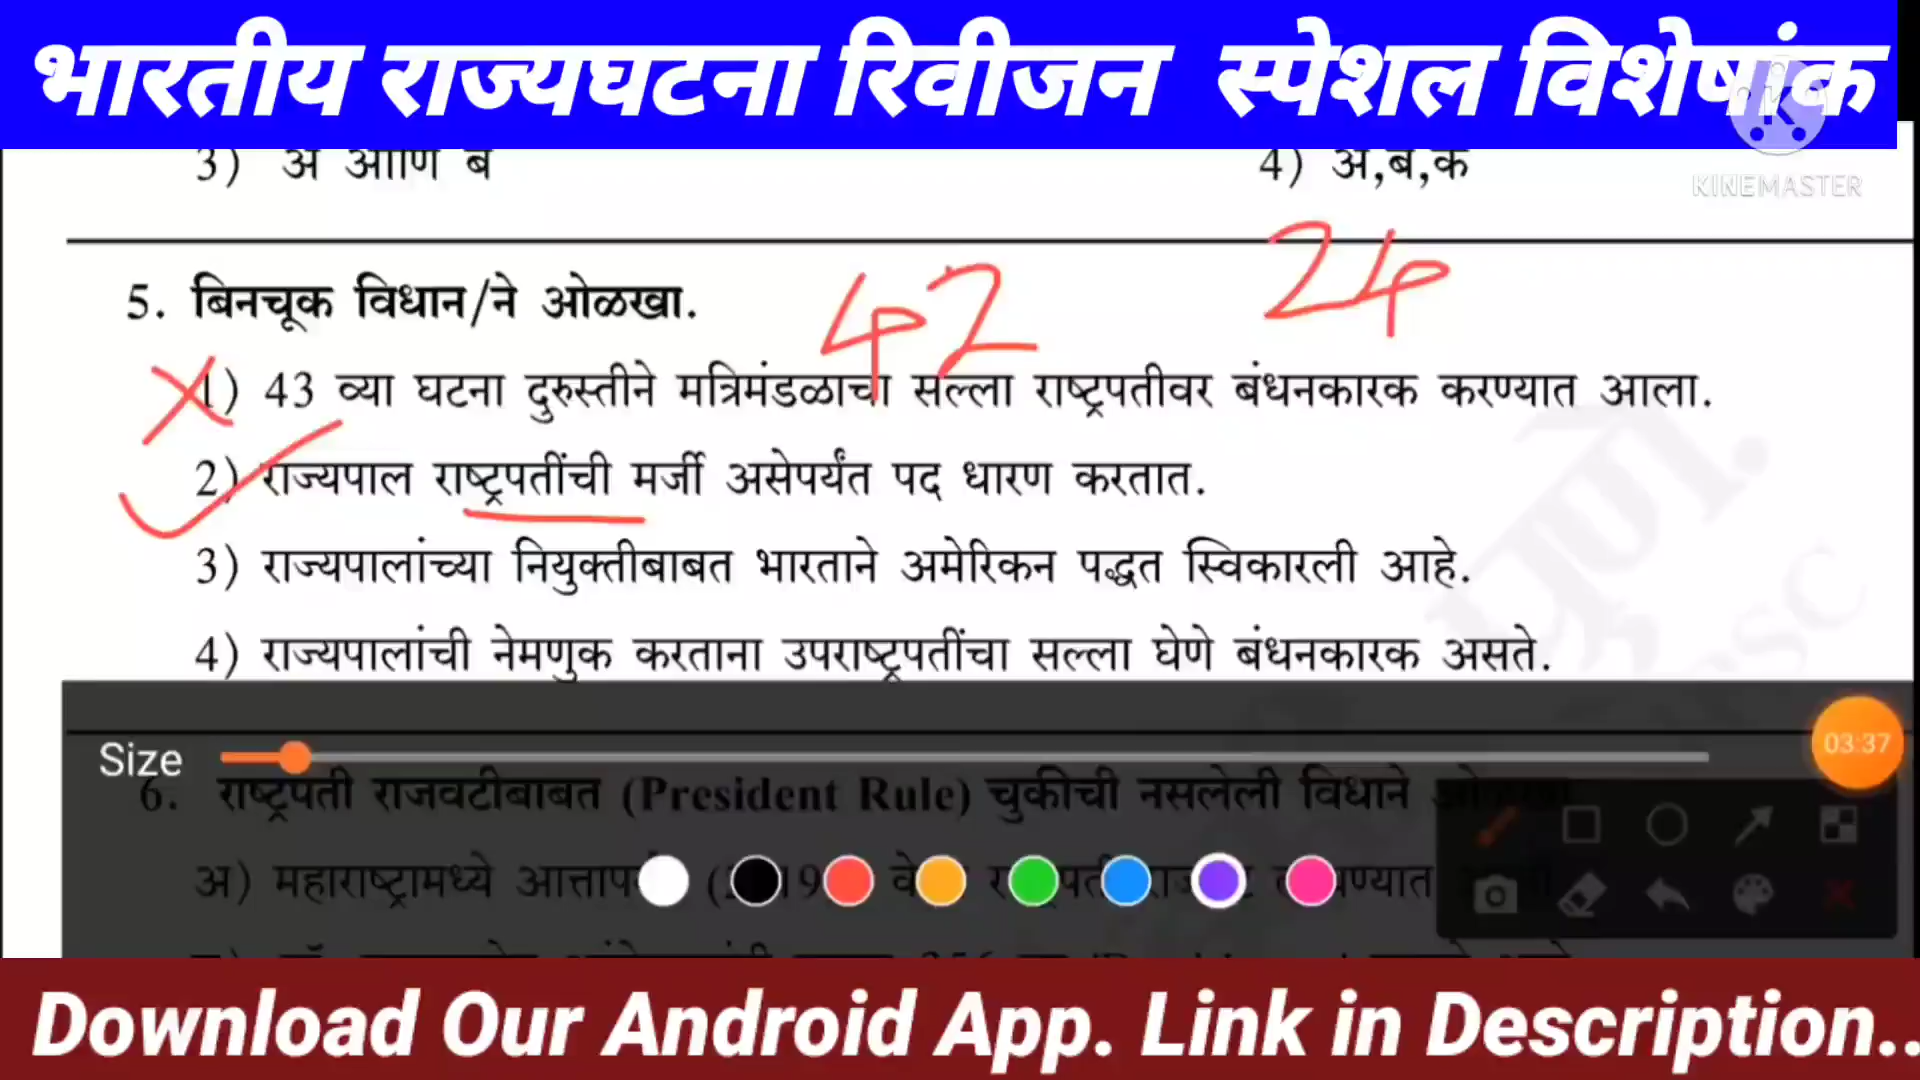 भारतीय राज्यघटना रिवीजन स्पेशल विशेषांक
KINEMASTER
3) अ आणि ब
4) अ,ब,क
42
24
5. बिनचूक विधान/ने ओळखा.
1) 43 व्या घटना दुरुस्तीने मत्रिमंडळाचा सल्ला राष्ट्रपतीवर बंधनकारक करण्यात आला.
2) राज्यपाल राष्ट्रपतींची मर्जी असेपर्यंत पद धारण करतात.
3) राज्यपालांच्या नियुक्तीबाबत भारताने अमेरिकन पद्धत स्विकारली आहे.
4) राज्यपालांची नेमणुक करताना उपराष्ट्रपतींचा सल्ला घेणे बंधनकारक असते.
Size
03:37
6. राष्ट्रपती राजवटीबाबत (President Rule) चुकीची नसलेली विधाने
अ) महाराष्ट्रामध्ये
Download Our Android App. Link in Description..